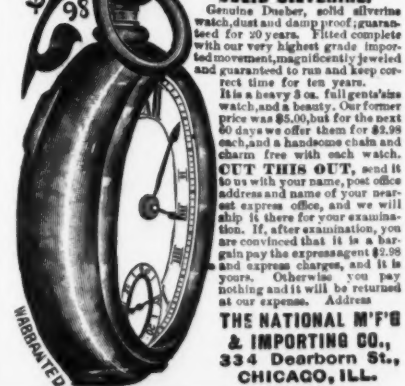 98
SOLID SILVERINE.
Genuine Dueber, solid silverine
watch, dust and damp proof; guaran-
teed for 20 years. Fitted complete
with our very highest grade impor-
ted movement, magnificently jeweled
and guaranteed to run and keep cor-
rect time for ten years.
It is a heavy 3 oz. full gents' size
watch, and a beauty. Our former
price was $5.00, but for the next
60 days we offer them for $2.98
each, and a handsome chain and
charm free with each watch.
CUT THIS OUT, send it
to us with your name, post office
address and name of your near-
est express office, and we will
ship it there for your examina-
tion. If, after examination, you
are convinced that it is a bar-
gain pay the express agent $2.98
and express charges, and it is
yours. Otherwise you pay
nothing and it will be returned
at our expense. Address
THE NATIONAL M'F'G
& IMPORTING CO.,
334 Dearborn St.,
CHICAGO, ILL.
WARRANTED